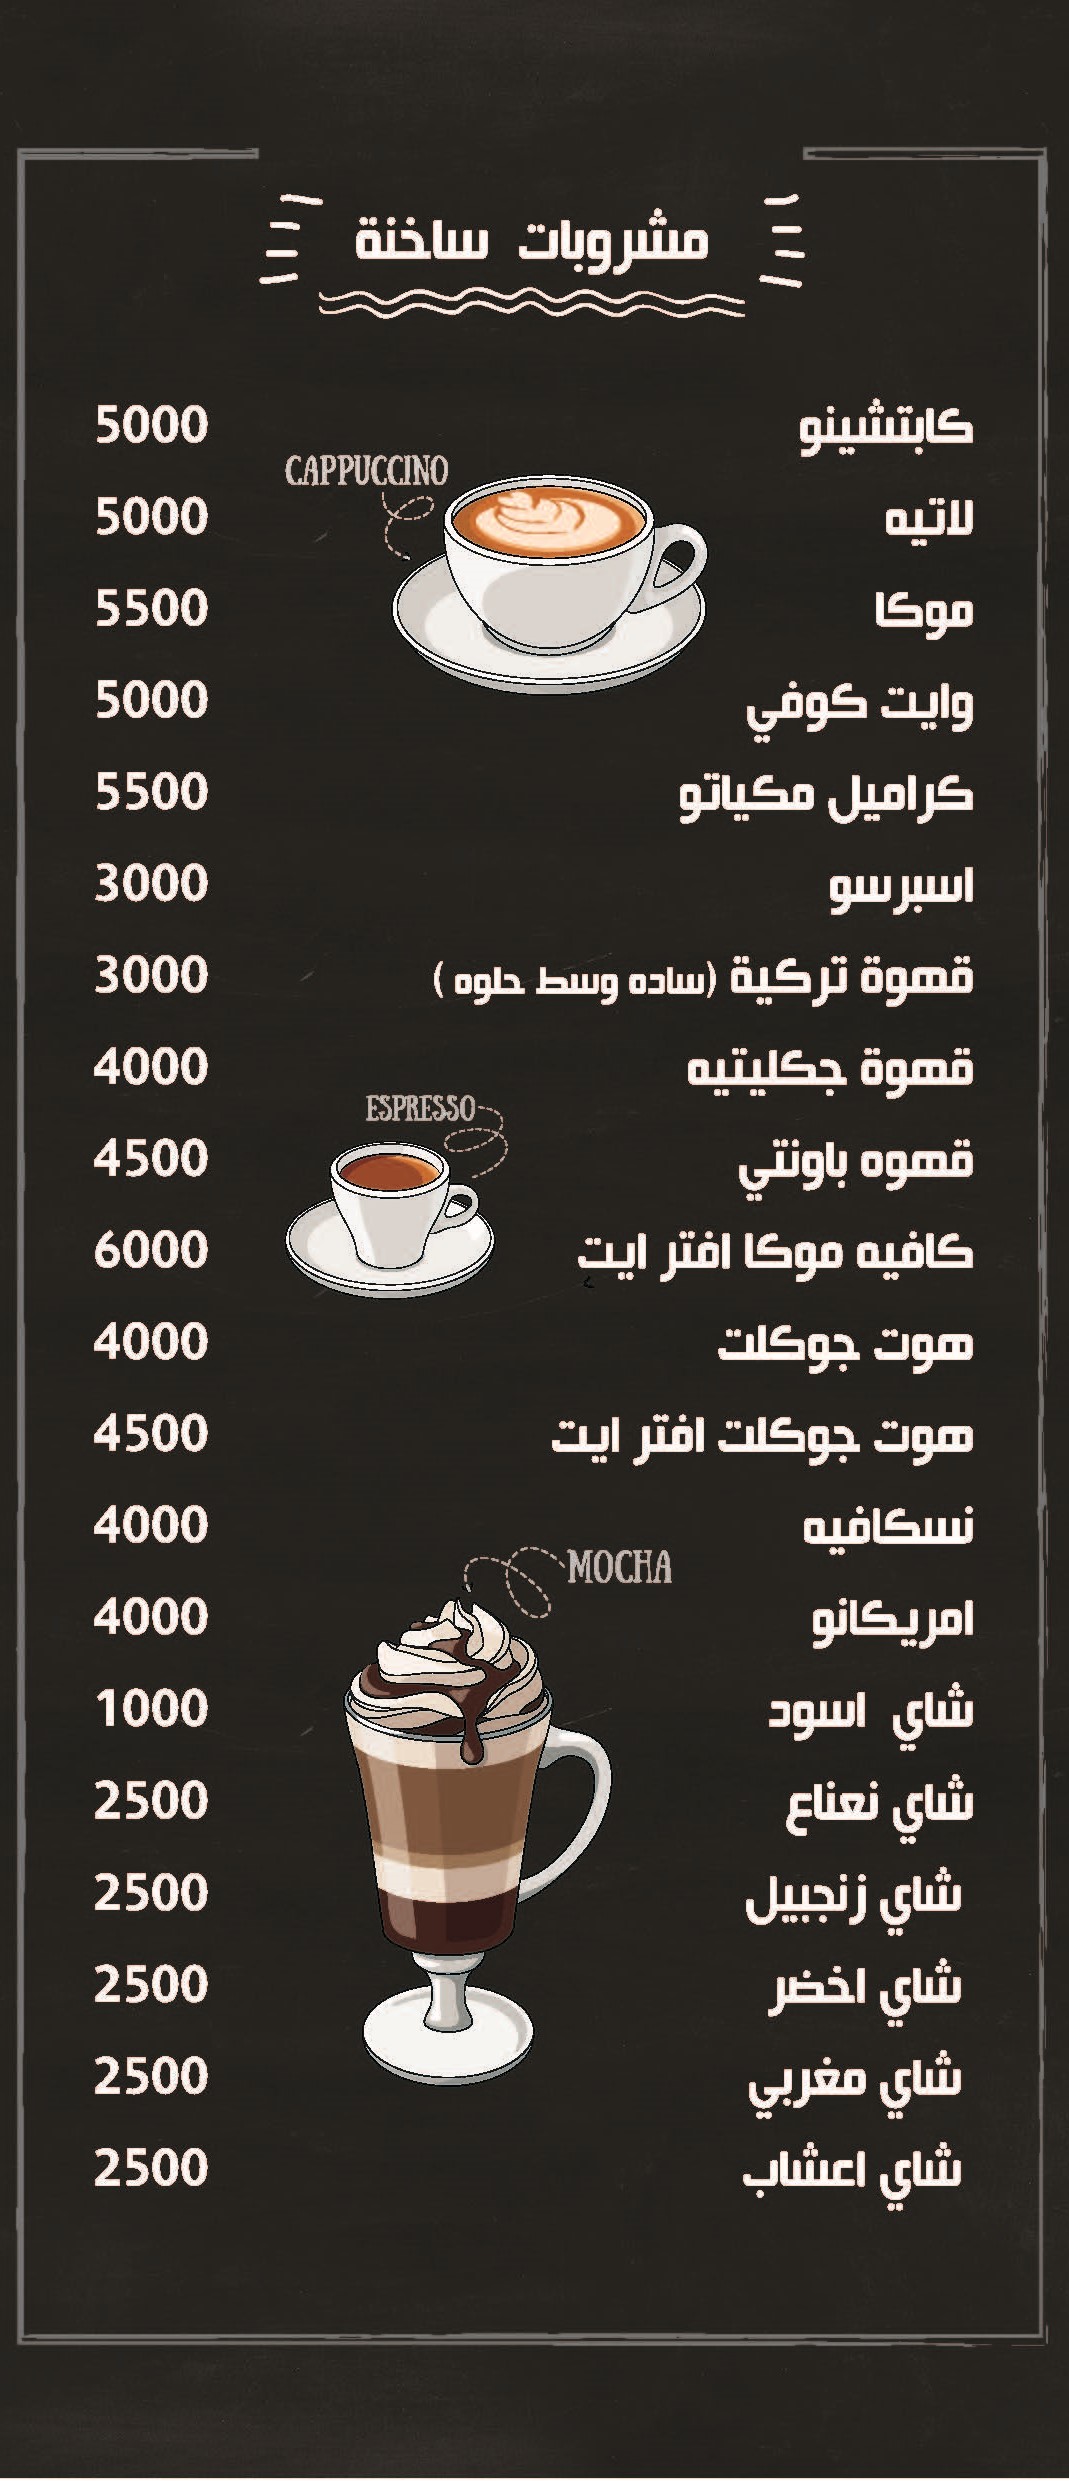 مشروبات ساخنة
كابتشينو 5000
CAPPUCCINO
لاتيه 5000
موكا 5500
وايت كوفي 5000
كراميل مكياتو 5500
اسبرسو 3000
قهوة تركية (ساده وسط حلوه ) 3000
قهوة جكليتيه 4000
ESPRESSO
قهوه باونتي 4500
كافيه موكا افتر ايت 6000
هوت جوكلت 4000
هوت جوكلت افتر ايت 4500
نسكافيه 4000
MOCHA
امريكانو 4000
شاي اسود 1000
شاي نعناع 2500
شاي زنجبيل 2500
شاي اخضر 2500
شاي مغربي 2500
شاي اعشاب 2500